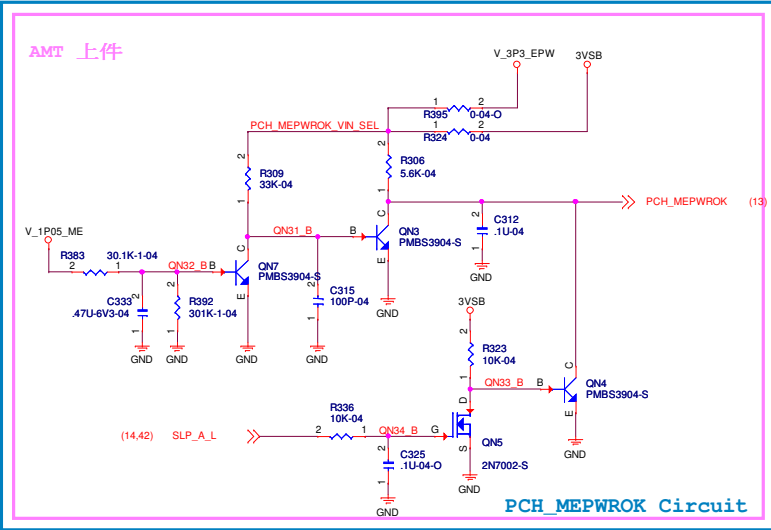 AMT 上件
V_3P3_EPW
3VSB
1
2
R395
0-04-O
PCH_MEPWROK_VIN_SEL
1
2
R324
0-04
2
R309
33K-04
1
2
R306
5.6K-04
1
PCH_MEPWROK
(13)
V_1P05_ME
R383
30.1K-1-04
2
1
QN32_B
B
C
E
QN7
PMBS3904-S
QN31_B
B
C
E
QN3
PMBS3904-S
2
C312
.1U-04
1
GND
C333
.47U-6V3-04
2
1
GND
2
R392
301K-1-04
1
GND
GND
2
C315
100P-04
1
GND
GND
3VSB
2
R323
10K-04
1
QN33_B
B
C
E
QN4
PMBS3904-S
GND
(14,42)
SLP_A_L
R336
10K-04
2
1
QN34_B
G
D
S
QN5
2N7002-S
GND
2
C325
.1U-04-O
1
GND
PCH_MEPWROK Circuit